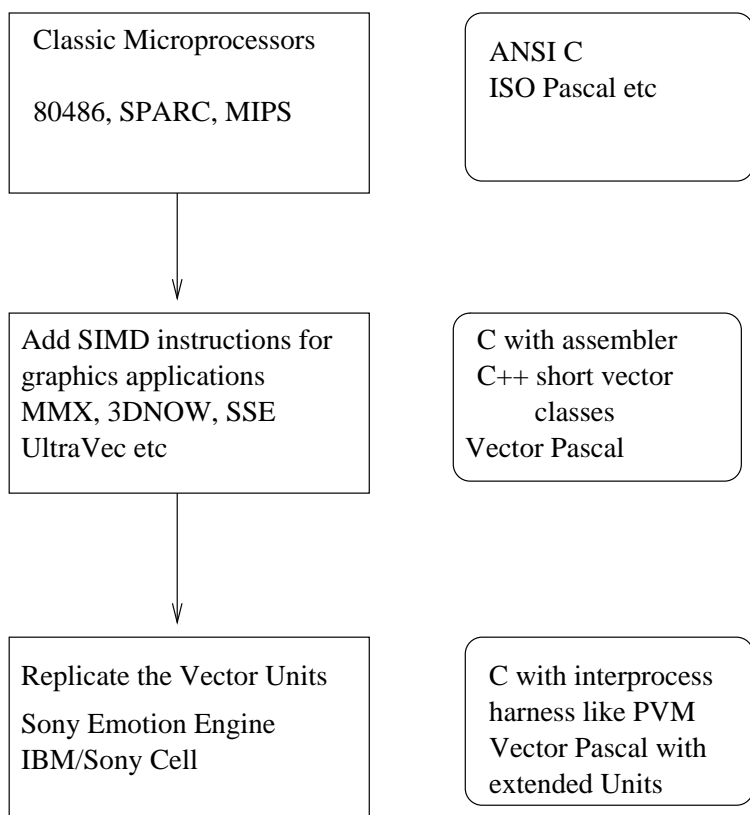 Classic Microprocessors
80486, SPARC, MIPS
ANSI C
ISO Pascal etc
Add SIMD instructions for
graphics applications
MMX, 3DNOW, SSE
UltraVec etc
C with assembler
C++ short vector
classes
Vector Pascal
Replicate the Vector Units
Sony Emotion Engine
IBM/Sony Cell
C with interprocess
harness like PVM
Vector Pascal with
extended Units